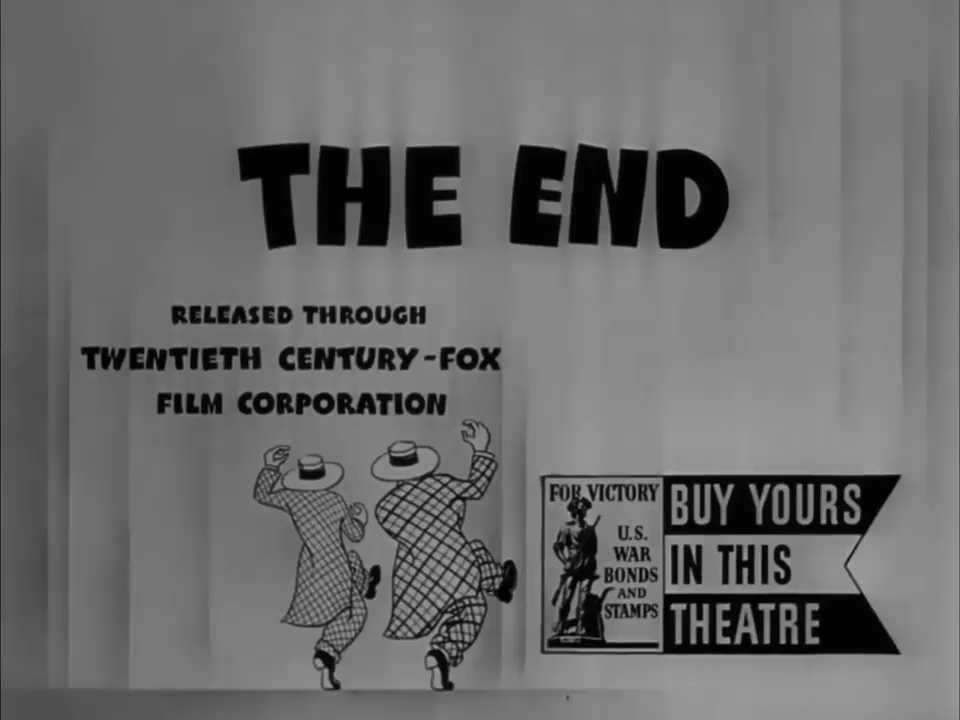 THE END
RELEASED THROUGH
TWENTIETH CENTURY-FOX
FILM CORPORATION
FOR VICTORY
U.S.
WAR
BONDS
AND
STAMPS
BUY YOURS
IN THIS
THEATRE